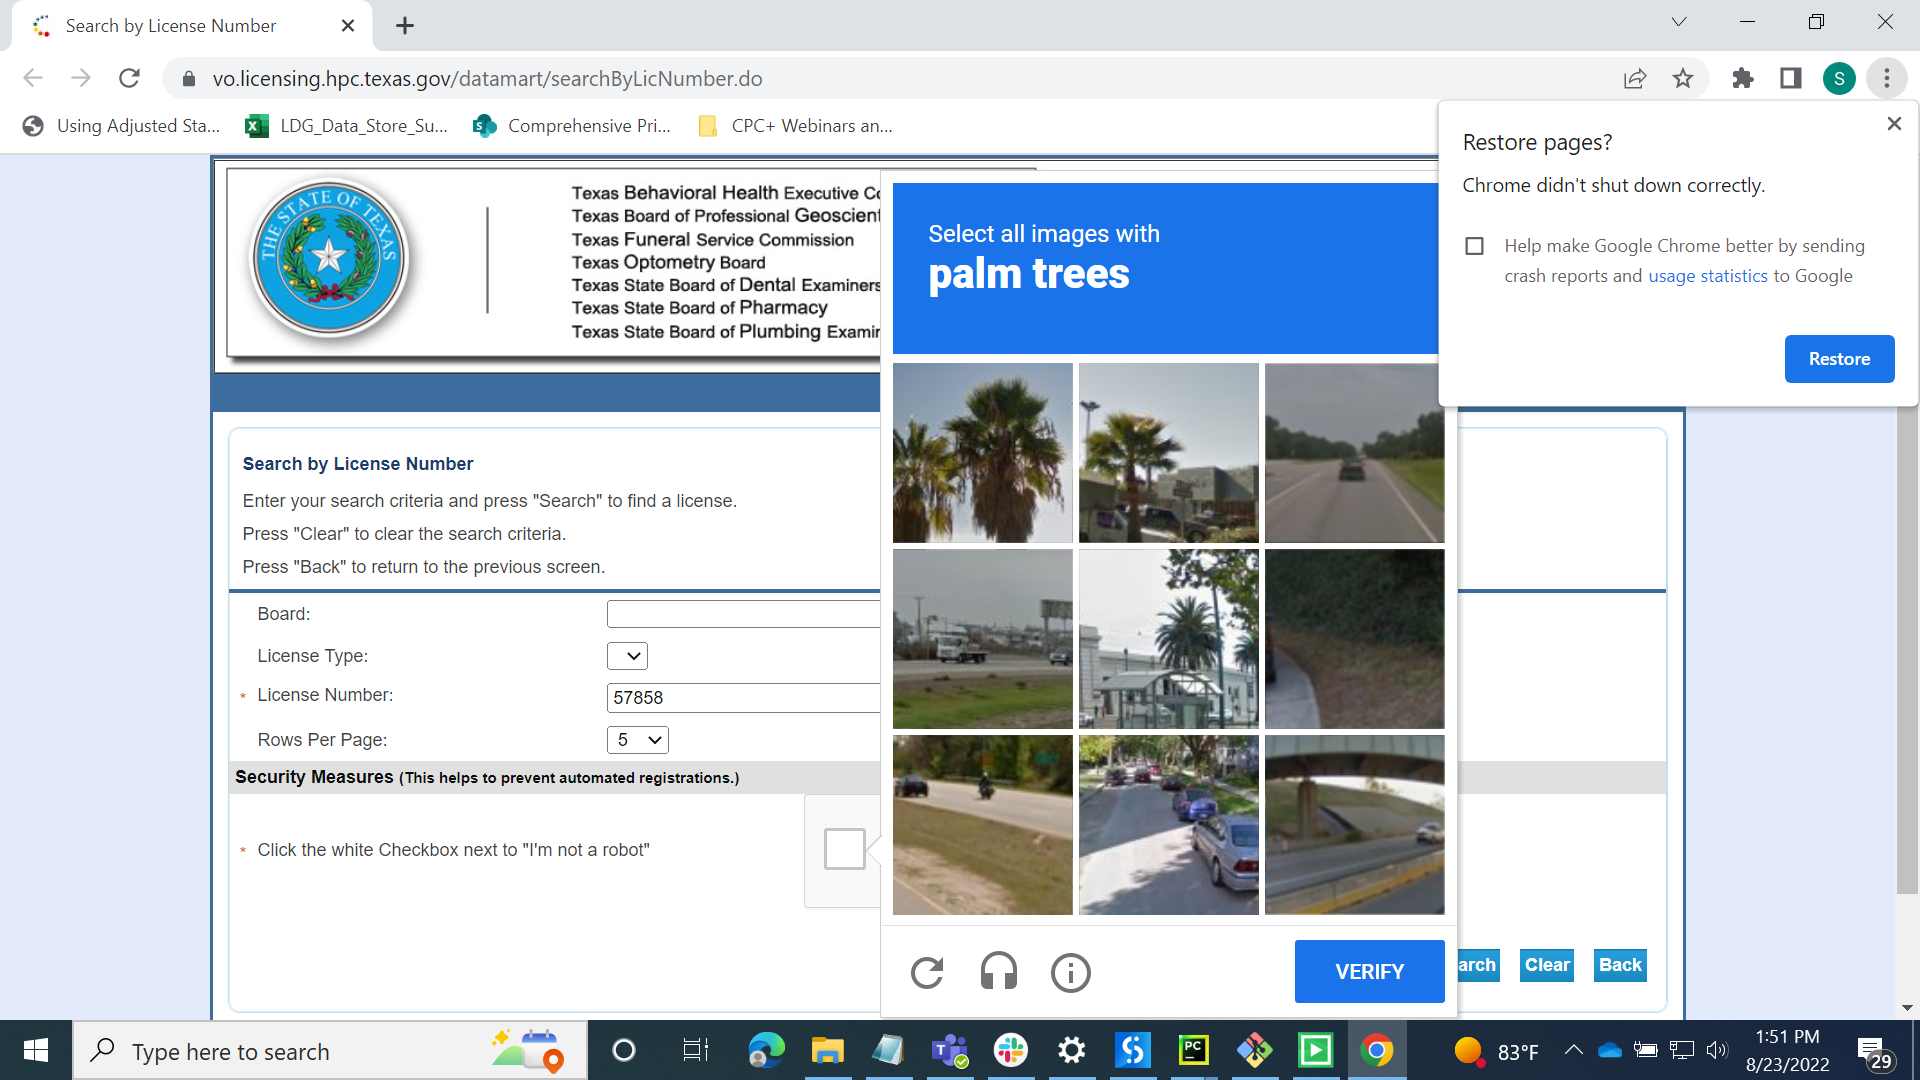 Search by License Number
vo.licensing.hpc.texas.gov/datamart/searchByLicNumber.do
S
Using Adjusted Sta...
LDG_Data_Store_Su...
Comprehensive Pri...
CPC+ Webinars an...
Restore pages?
Chrome didn't shut down correctly.
Help make Google Chrome better by sending
crash reports and usage statistics to Google
Restore
THE STATE OF TEXAS
Texas Behavioral Health Executive
Texas Board of Professional
Texas Funeral Service Commission
Texas Optometry Board
Texas State Board of Dental Examiners
Texas State Board of Pharmacy
Texas State Board of Plumbing
Select all images with
palm trees
Search by License Number
Enter your search criteria and press "Search" to find a license.
Press "Clear" to clear the search criteria.
Press "Back" to return to the previous screen.
Board:
License Type:
* License Number:
57858
Rows Per Page:
5
Security Measures (This helps to prevent automated registrations.)
* Click the white Checkbox next to "I'm not a robot"
VERIFY
arch
Clear
Back
Type here to search
PC
83°F
1:51 PM
8/23/2022
29